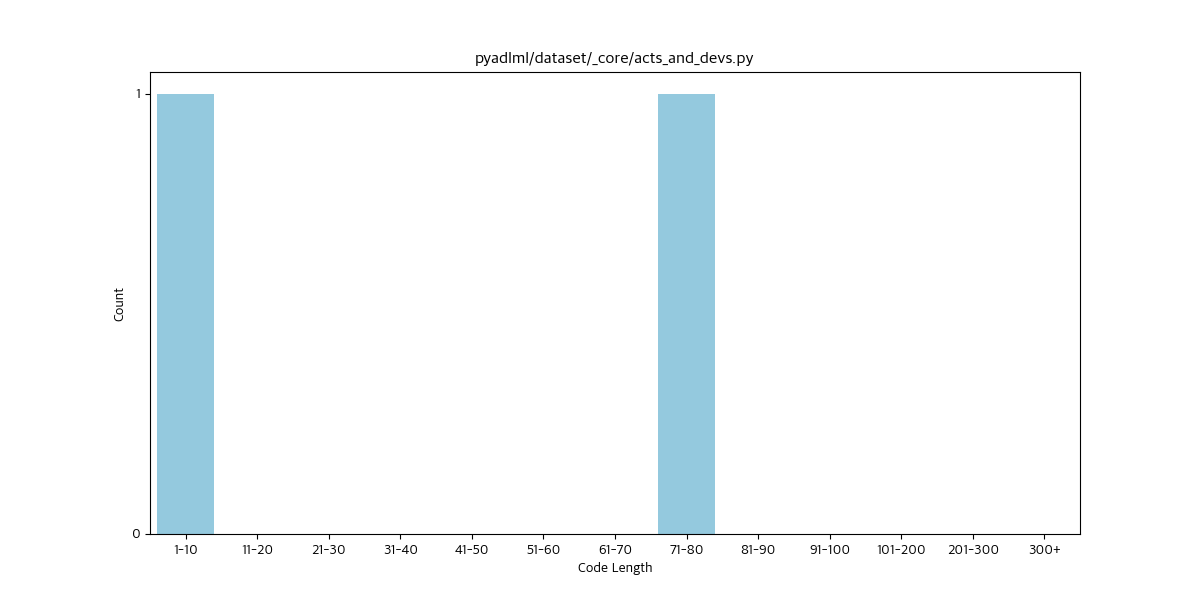 pyadlml/dataset/_core/acts_and_devs.py
1
Count
0
1-10 11-20 21-30 31-40 41-50 51-60 61-70 71-80 81-90 91-100 101-200 201-300 300+
Code Length